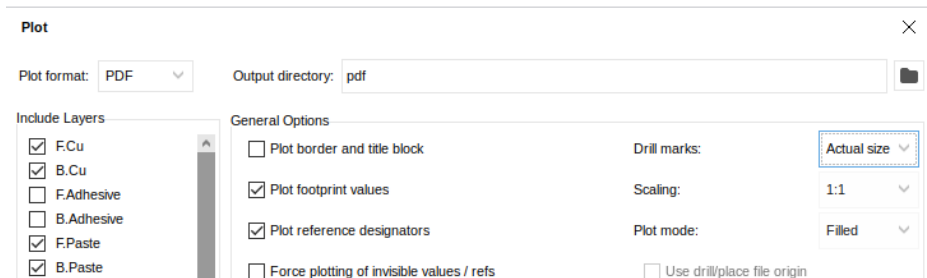 Plot
Plot format: PDF Output directory: pdf
Include Layers General Options
F.Cu Plot border and title block Drill marks: Actual size
B.Cu
F.Adhesive Plot footprint values Scaling: 1:1
B.Adhesive
F.Paste Plot reference designators Plot mode: Filled
B.Paste Force plotting of invisible values / refs Use drill/place file origin